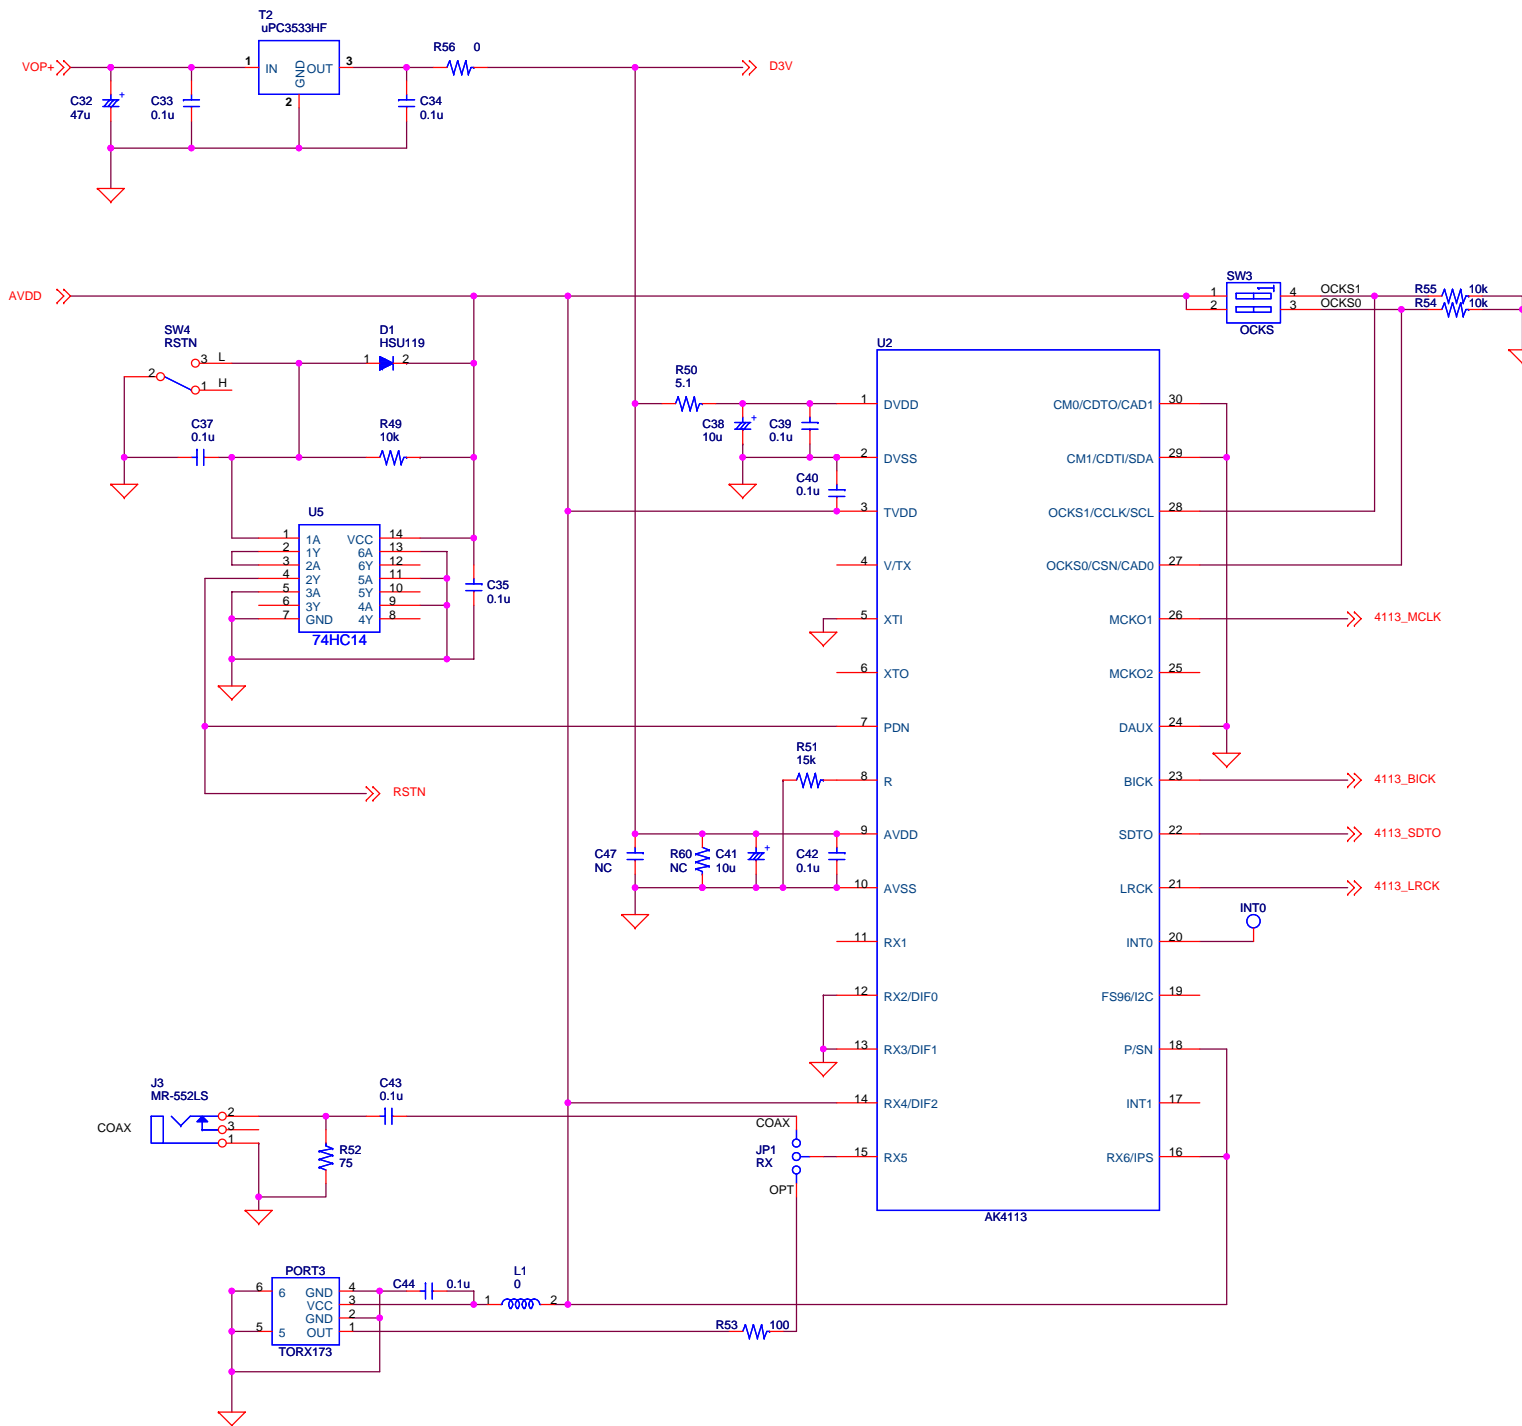 T2
uPC3533HF
VOP+
1 IN GND OUT 3
2
R56 0
D3V
C32
47u
C33
0.1u
C34
0.1u
AVDD
SW3
1 4 OCKS1
2 3 OCKS0
1
OCKS
R55 10k
R54 10k
SW4
RSTN
3 L
2
1 H
D1
HSU119
1 2
C37
0.1u
R49
10k
U5
1 1A VCC 14
2 1Y 6A 13
3 2A 6Y 12
4 2Y 5A 11
5 3A 5Y 10
6 3Y 4A 9
7 GND 4Y 8
74HC14
C35
0.1u
RSTN
R50
5.1
C38
10u
C39
0.1u
C40
0.1u
R51
15k
C47
NC
R60
NC
C41
10u
C42
0.1u
U2
1 DVDD CM0/CDTO/CAD1 30
2 DVSS CM1/CDTI/SDA 29
3 TVDD OCKS1/CCLK/SCL 28
4 V/TX OCKS0/CSN/CAD0 27
5 XTI MCKO1 26
6 XTO MCKO2 25
7 PDN DAUX 24
8 R BICK 23
9 AVDD SDTO 22
10 AVSS LRCK 21
11 RX1 INT0 20
12 RX2/DIF0 FS96/I2C 19
13 RX3/DIF1 P/SN 18
14 RX4/DIF2 INT1 17
15 RX5 RX6/IPS 16
AK4113
4113_MCLK
4113_BICK
4113_SDTO
4113_LRCK
INT0
J3
MR-552LS
COAX
2
3
1
C43
0.1u
R52
75
COAX
JP1
RX
OPT
PORT3
6 6 GND 4
VCC 3
GND 2
5 5 OUT 1
TORX173
C44 0.1u
L1
0
1 2
R53 100